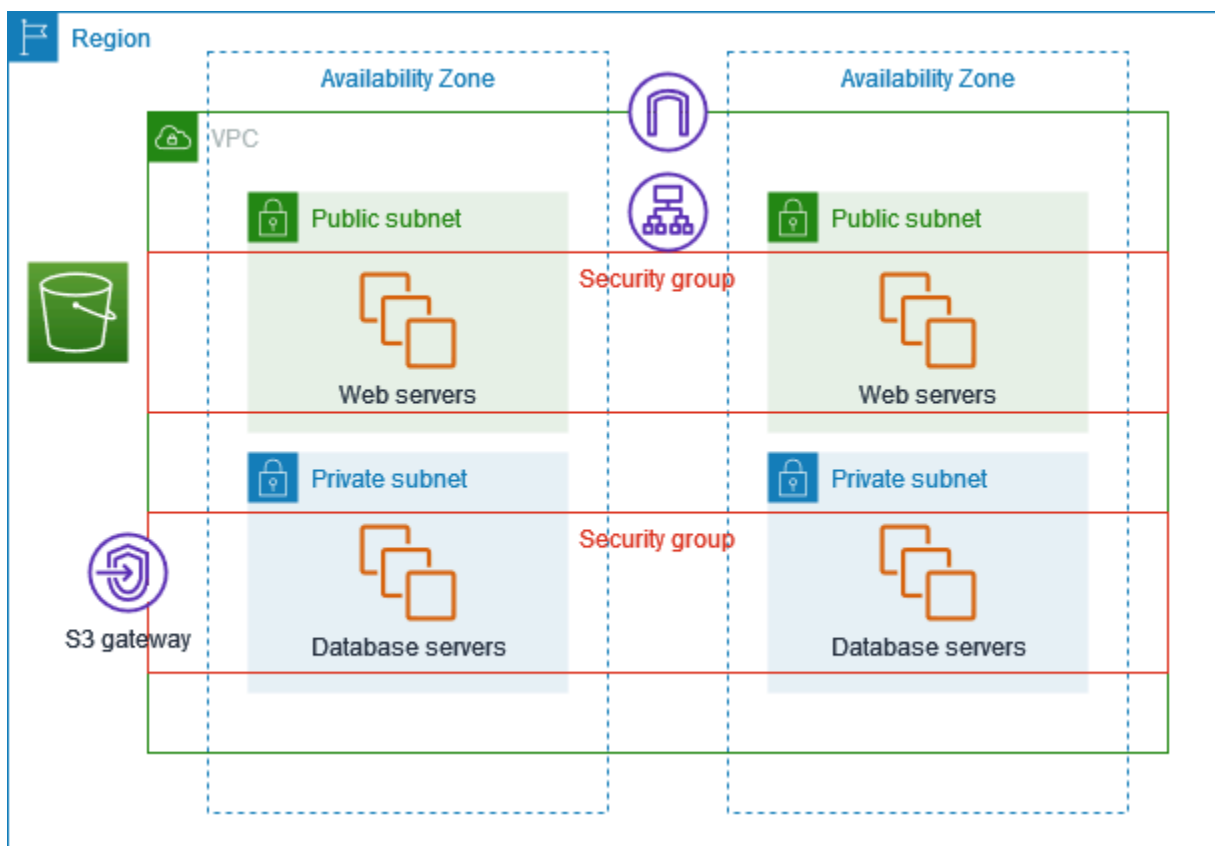 Region
Availability Zone
Availability Zone
VPC
Public subnet
Public subnet
Security group
Web servers
Web servers
Private subnet
Private subnet
Security group
S3 gateway
Database servers
Database servers